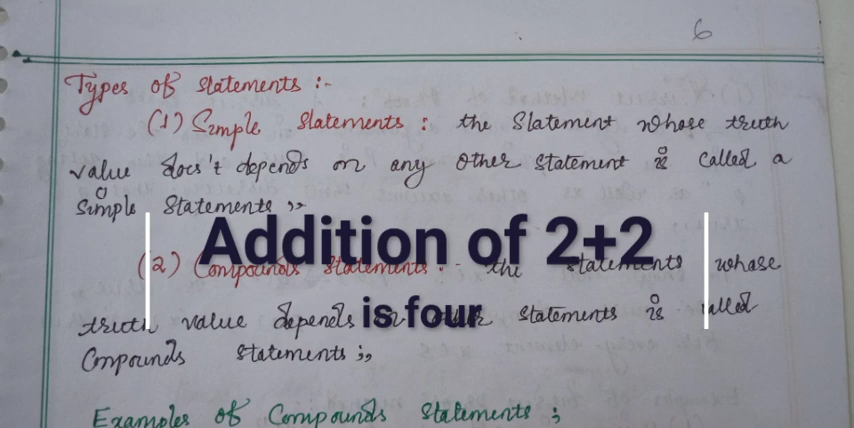 6
Types of statements :-
(1) Simple Statements : the Statement whose truth
value does't depends on any other statement is called a
Simple Statements ;,
Addition of 2+2
(2) Compounds Statements :- the statements whose
is four
truth value depends statements is called
Compounds Statements ;,
Examples of Compounds Statements ;